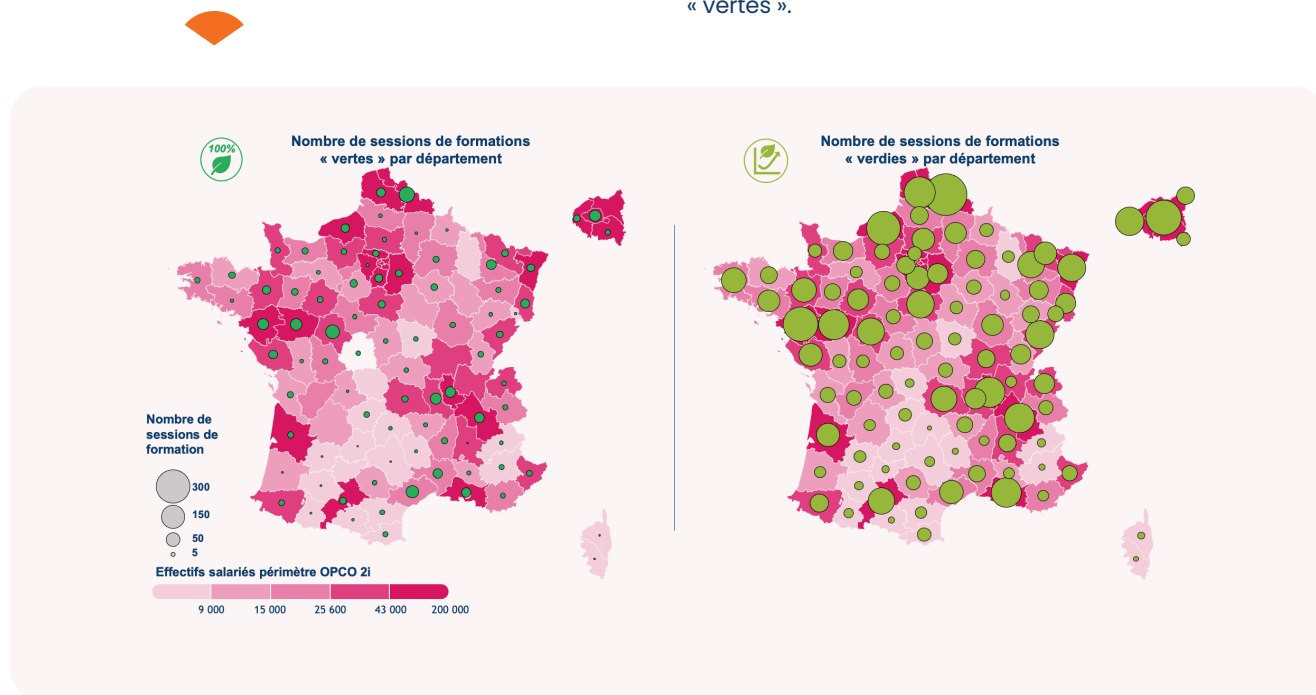 « vertes ».
100%
Nombre de sessions de formations
« vertes » par département
Nombre de sessions de formations
« verdies » par département
Nombre de
sessions de
formation
300
150
50
5
Effectifs salariés périmètre OPCO 2i
9 000 15 000 25 600 43 000 200 000